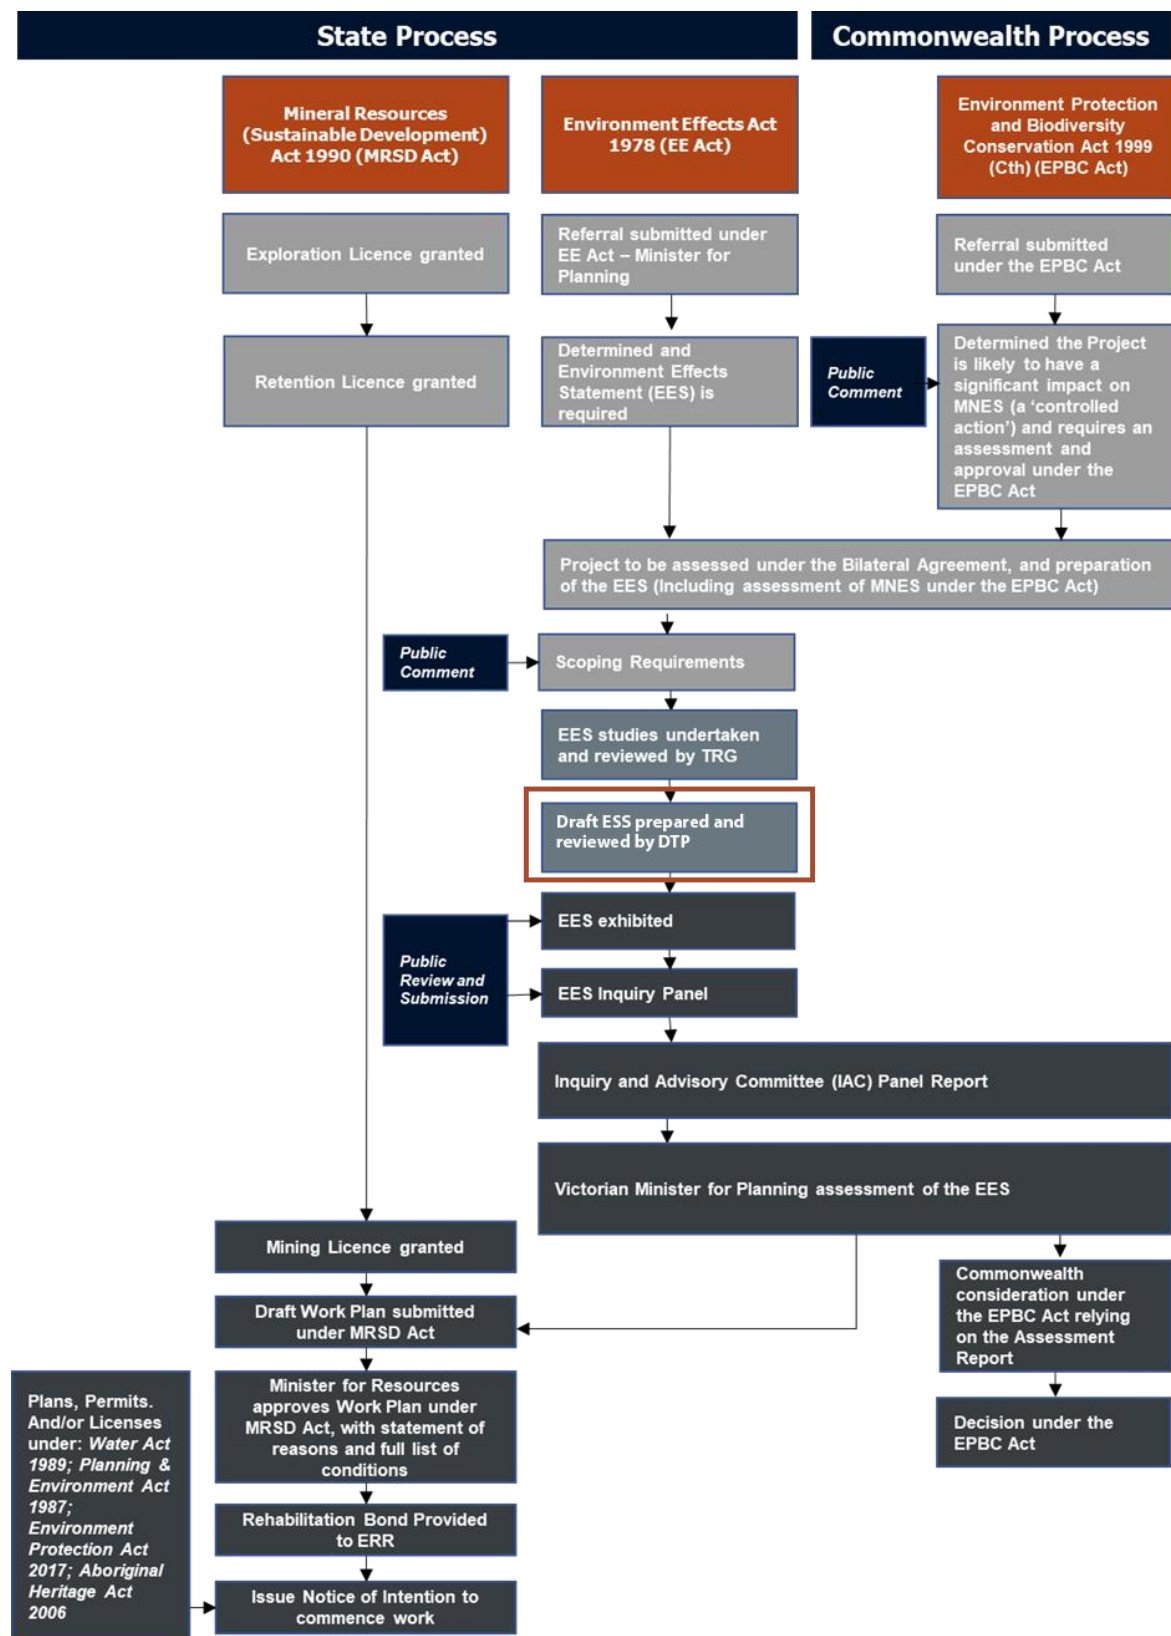 State Process
Commonwealth Process
Mineral Resources
(Sustainable Development)
Act 1990 (MRSD Act)
Environment Effects Act
1978 (EE Act)
Environment Protection
and Biodiversity
Conservation Act 1999
(Cth) (EPBC Act)
Exploration Licence granted
Referral submitted under
EE Act – Minister for
Planning
Referral submitted
under the EPBC Act
Retention Licence granted
Determined and
Environment Effects
Statement (EES) is
required
Public
Comment
Determined the Project
is likely to have a
significant impact on
MNES (a ‘controlled
action’) and requires an
assessment and
approval under the
EPBC Act
Project to be assessed under the Bilateral Agreement, and preparation
of the EES (Including assessment of MNES under the EPBC Act)
Public
Comment
Scoping Requirements
EES studies undertaken
and reviewed by TRG
Draft ESS prepared and
reviewed by DTP
Public
Review and
Submission
EES exhibited
EES Inquiry Panel
Inquiry and Advisory Committee (IAC) Panel Report
Victorian Minister for Planning assessment of the EES
Mining Licence granted
Draft Work Plan submitted
under MRSD Act
Commonwealth
consideration under
the EPBC Act relying
on the Assessment
Report
Plans, Permits.
And/or Licenses
under: Water Act
1989; Planning &
Environment Act
1987;
Environment
Protection Act
2017; Aboriginal
Heritage Act
2006
Minister for Resources
approves Work Plan under
MRSD Act, with statement of
reasons and full list of
conditions
Decision under the
EPBC Act
Rehabilitation Bond Provided
to ERR
Issue Notice of Intention to
commence work